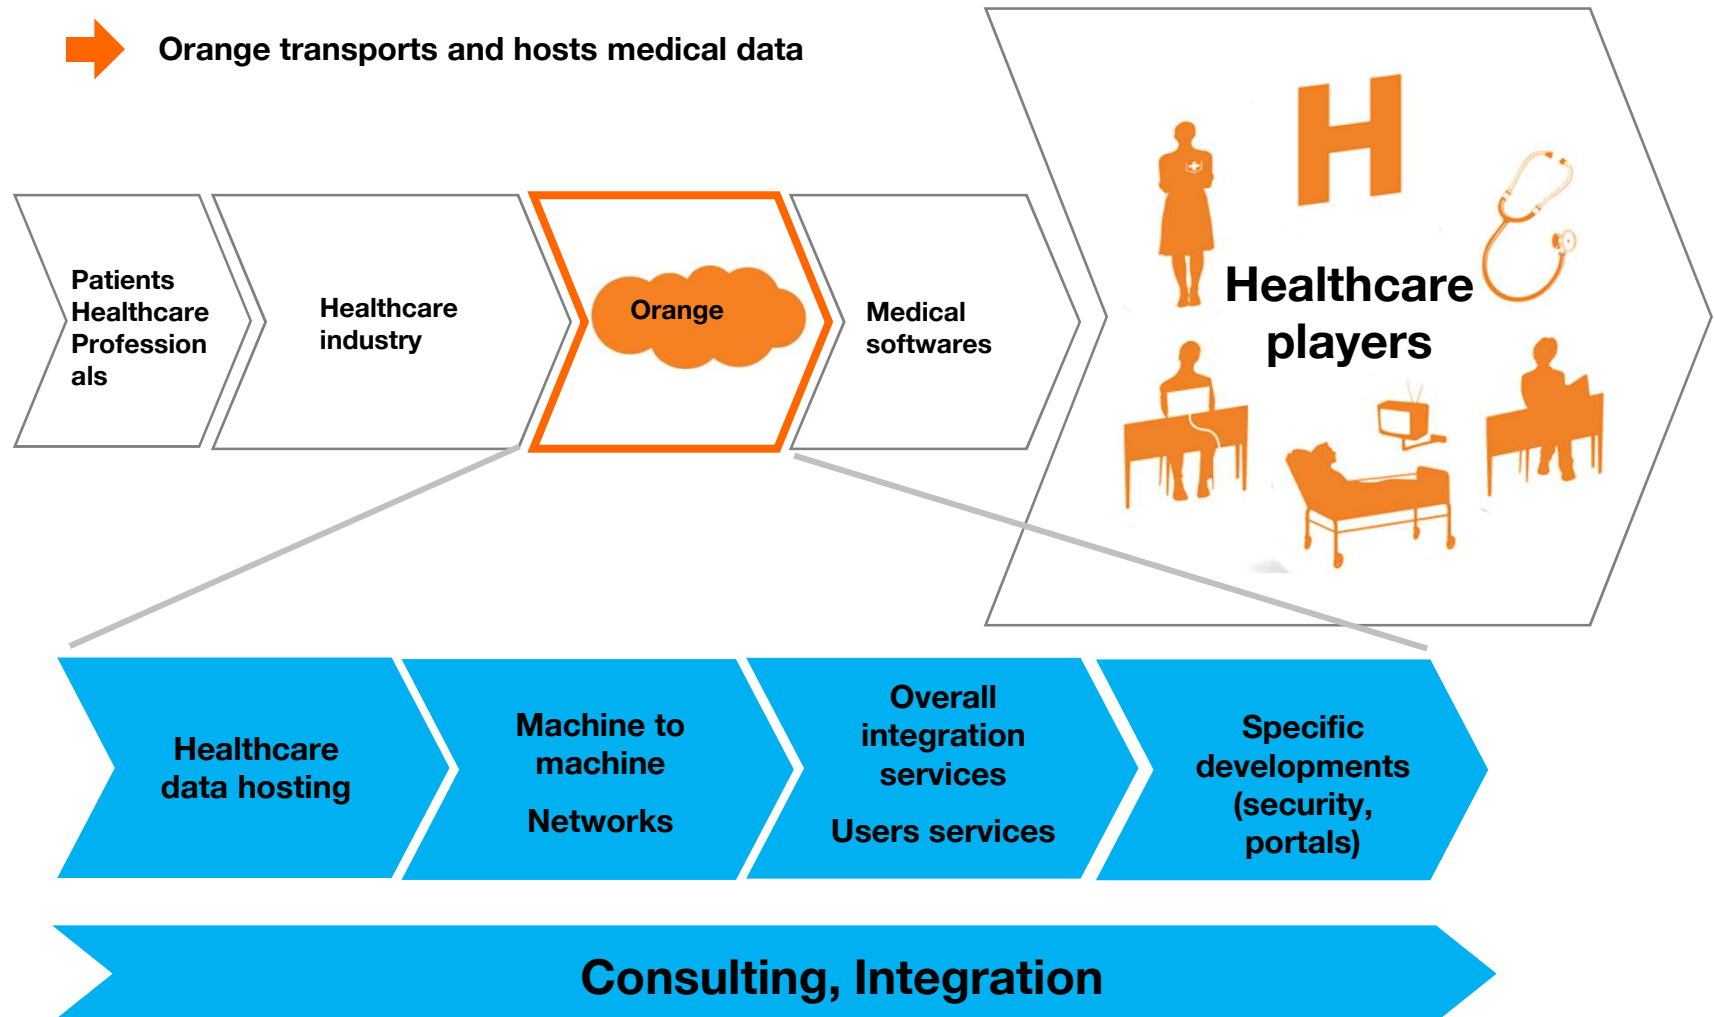 Orange transports and hosts medical data
Patients
Healthcare
Profession
als
Healthcare
industry
Orange
Medical
softwares
H
Healthcare
players
Healthcare
data hosting
Machine to
machine
Networks
Overall
integration
services
Users services
Specific
developments
(security,
portals)
Consulting, Integration